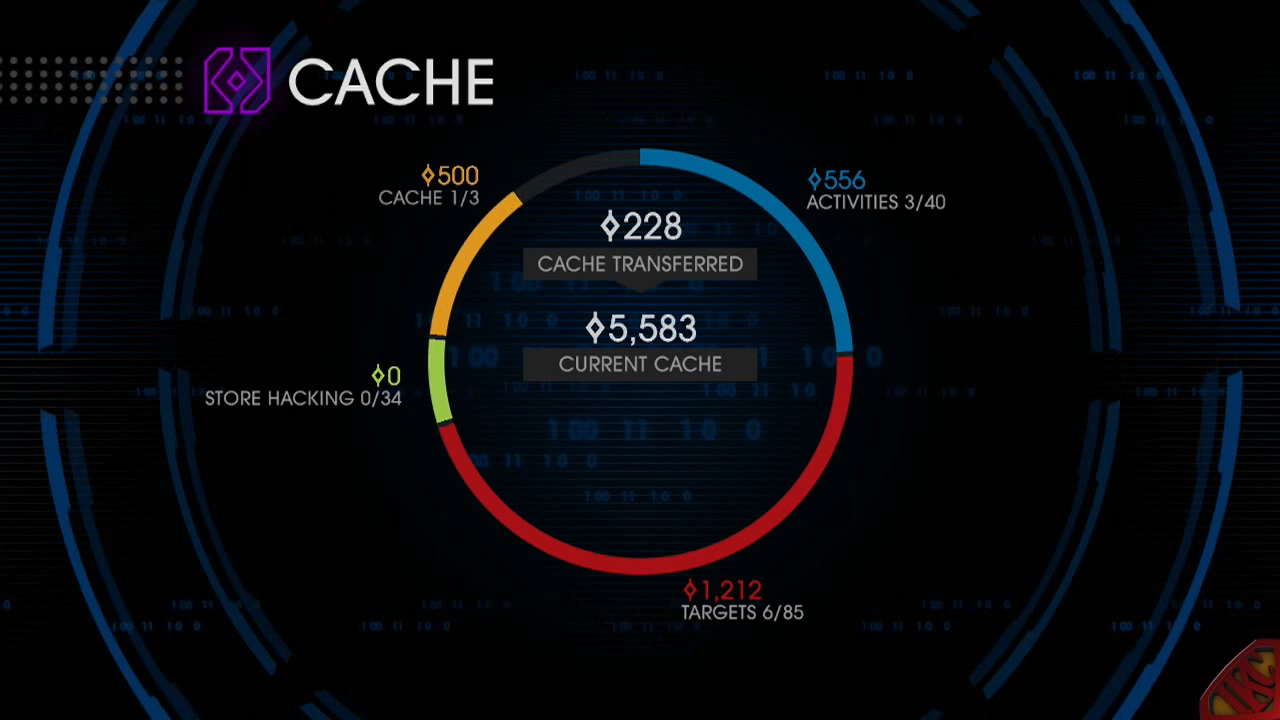 CACHE
500
CACHE 1/3
556
ACTIVITIES 3/40
228
CACHE TRANSFERRED
5,583
CURRENT CACHE
0
STORE HACKING 0/34
1,212
TARGETS 6/85